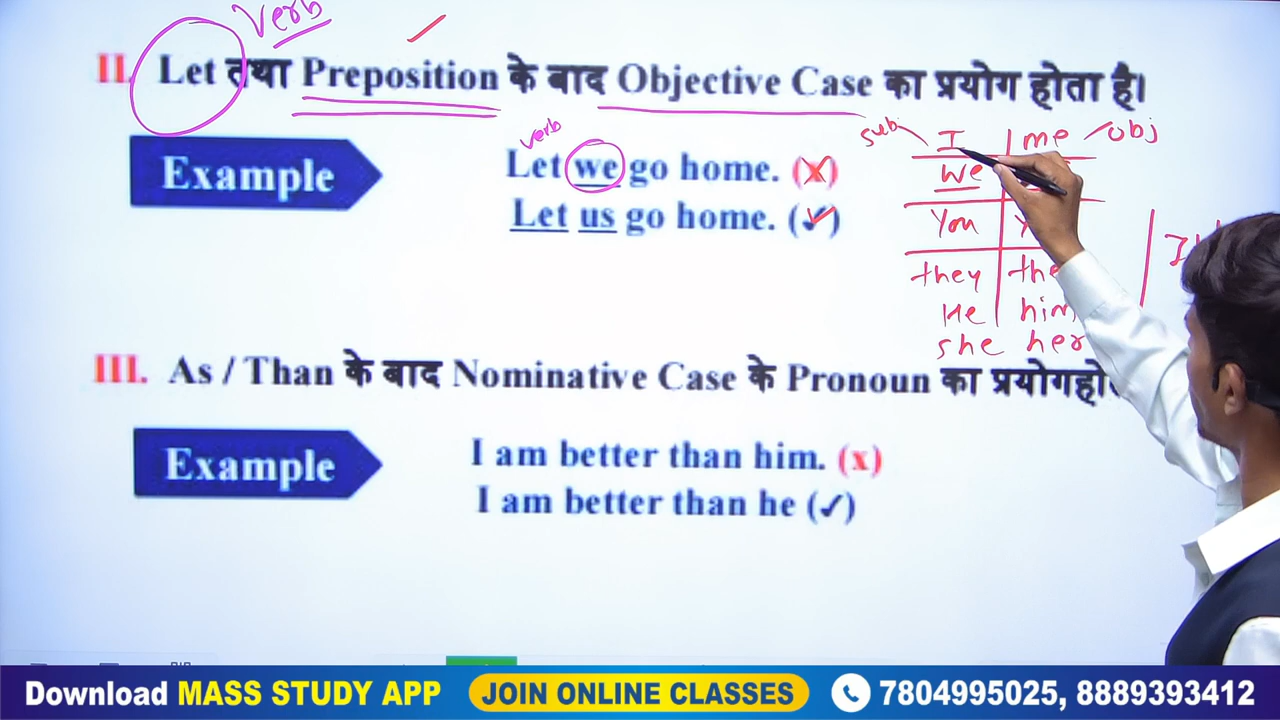 Verb
II. Let तथा Preposition के बाद Objective Case का प्रयोग होता है।
Example
verb
Let we go home. (x)
Let us go home. (✓)
sub I me obj
We
You
they the
He him
she her
III. As / Than के बाद Nominative Case के Pronoun का
Example
I am better than him. (x)
I am better than he (✓)
Download MASS STUDY APP JOIN ONLINE CLASSES 7804995025, 8889393412